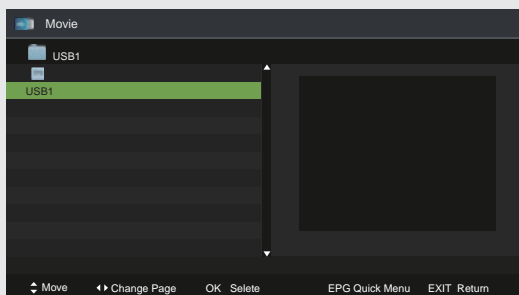 Movie
USB1
USB1
Move Change Page OK Selete EPG Quick Menu EXIT Return